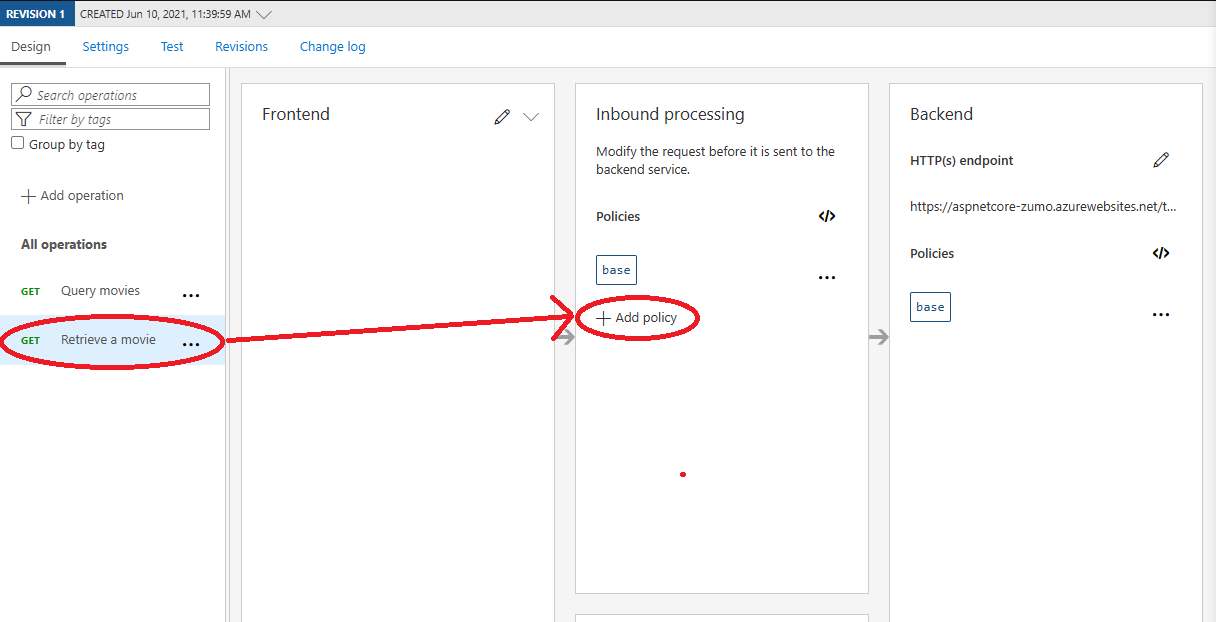 REVISION 1 CREATED Jun 10, 2021, 11:39:59 AM
Design Settings Test Revisions Change log
Search operations
Filter by tags
Group by tag
Add operation
All operations
GET Query movies ...
GET Retrieve a movie ...
Frontend
Inbound processing
Modify the request before it is sent to the
backend service.
Policies </>
base
...
Add policy
Backend
HTTP(s) endpoint
https://aspnetcore-zumo.azurewebsites.net/t...
Policies </>
base
...